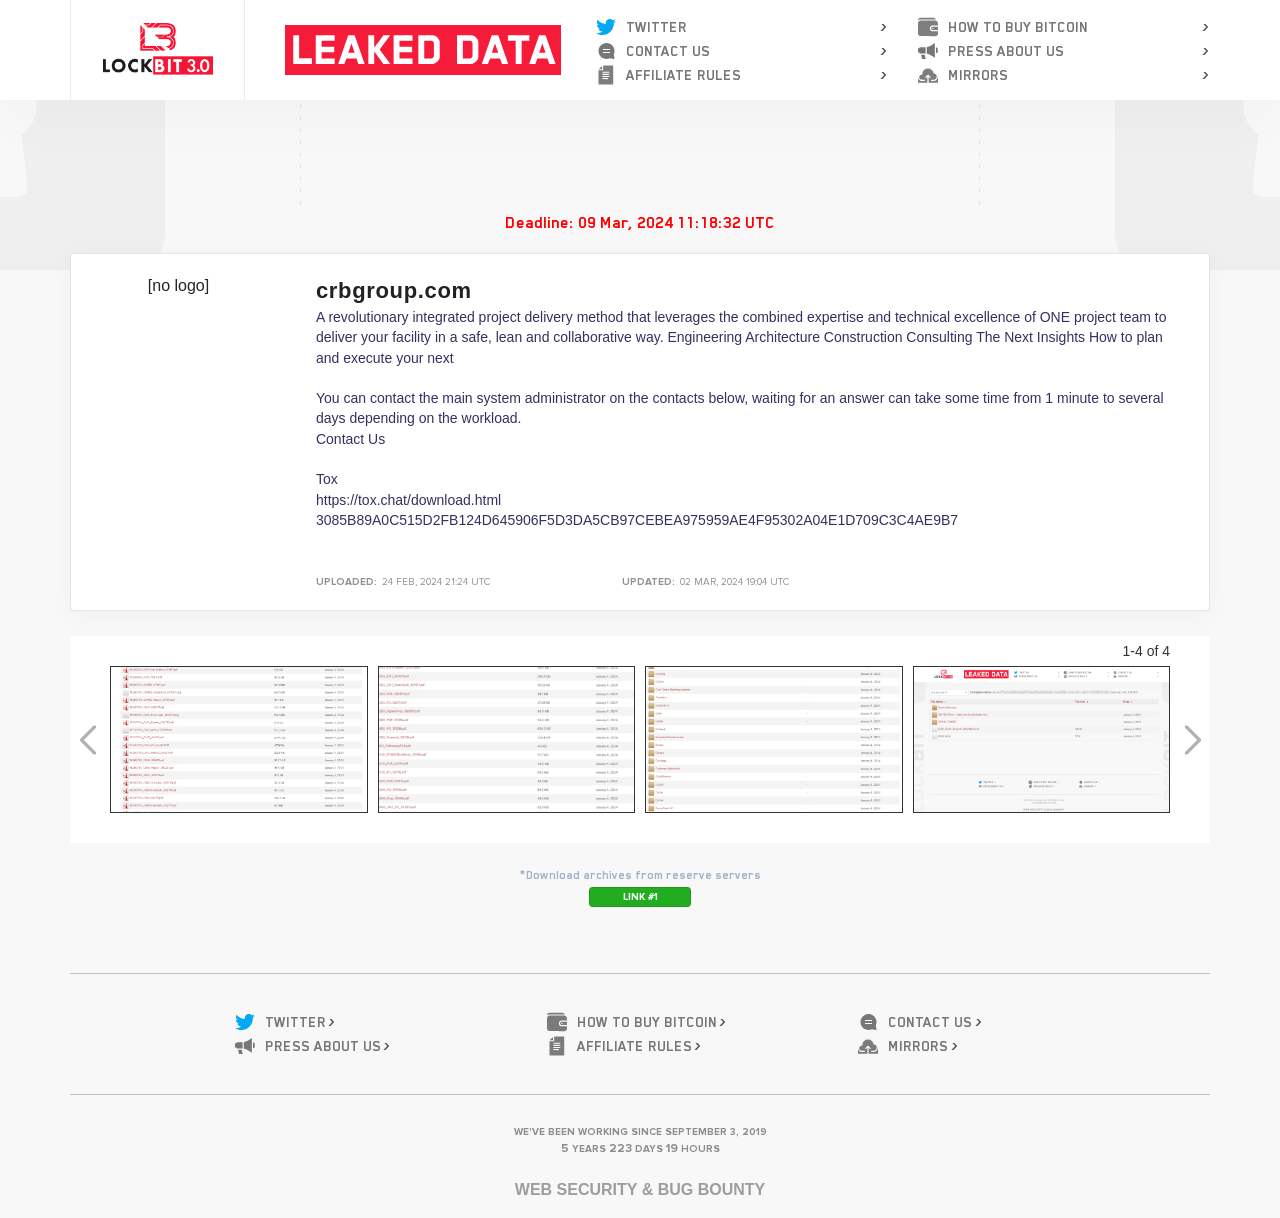 LOCKBIT 3.0
LEAKED DATA
TWITTER
CONTACT US
AFFILIATE RULES
HOW TO BUY BITCOIN
PRESS ABOUT US
MIRRORS
Deadline: 09 Mar, 2024 11:18:32 UTC
[no logo]
crbgroup.com
A revolutionary integrated project delivery method that leverages the combined expertise and technical excellence of ONE project team to
deliver your facility in a safe, lean and collaborative way. Engineering Architecture Construction Consulting The Next Insights How to plan
and execute your next
You can contact the main system administrator on the contacts below, waiting for an answer can take some time from 1 minute to several
days depending on the workload.
Contact Us
Tox
https://tox.chat/download.html
3085B89A0C515D2FB124D645906F5D3DA5CB97CEBEA975959AE4F95302A04E1D709C3C4AE9B7
UPLOADED: 24 FEB, 2024 21:24 UTC
UPDATED: 02 MAR, 2024 19:04 UTC
1-4 of 4
LEAKED DATA
*Download archives from reserve servers
LINK #1
TWITTER
HOW TO BUY BITCOIN
CONTACT US
PRESS ABOUT US
AFFILIATE RULES
MIRRORS
WE'VE BEEN WORKING SINCE SEPTEMBER 3, 2019
5 YEARS 223 DAYS 19 HOURS
WEB SECURITY & BUG BOUNTY